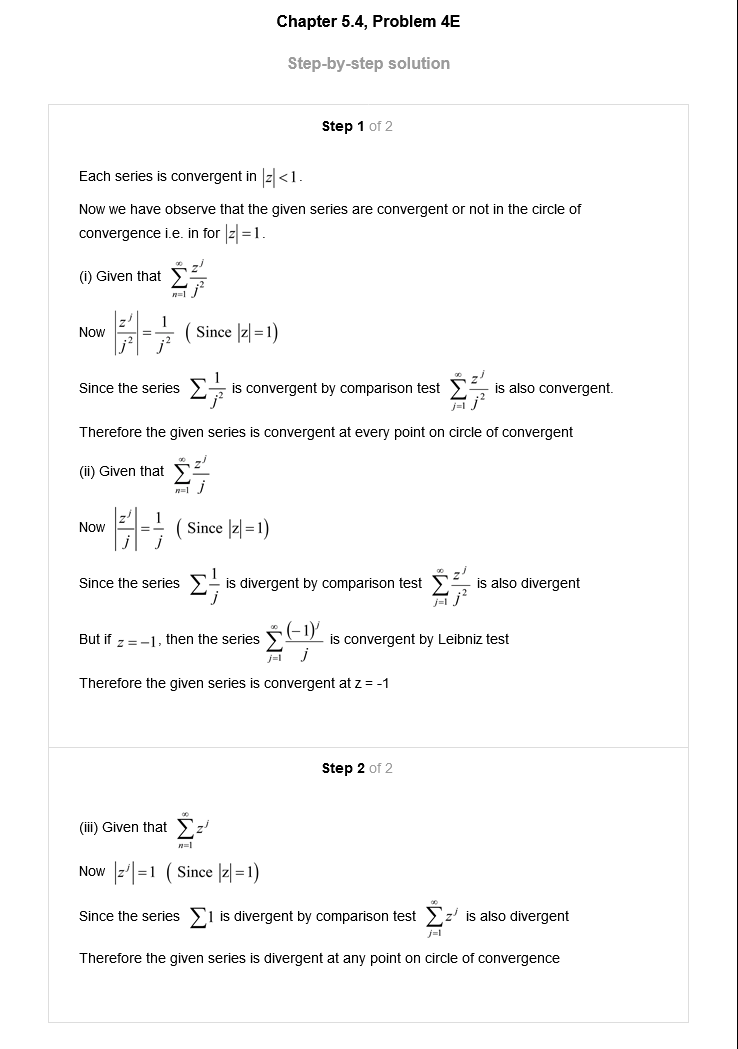 Chapter 5.4, Problem 4E
Step-by-step solution
Step 1 of 2
Each series is convergent in |z| < 1.
Now we have observe that the given series are convergent or not in the circle of
convergence i.e. in for |z| = 1.
(i) Given that \sum_{n=1}^{\infty} \frac{z^j}{j^2}
Now \left|\frac{z^j}{j^2}\right| = \frac{1}{j^2} ( Since |z| = 1)
Since the series \sum \frac{1}{j^2} is convergent by comparison test \sum_{j=1}^{\infty} \frac{z^j}{j^2} is also convergent.
Therefore the given series is convergent at every point on circle of convergent
(ii) Given that \sum_{n=1}^{\infty} \frac{z^j}{j}
Now \left|\frac{z^j}{j}\right| = \frac{1}{j} ( Since |z| = 1)
Since the series \sum \frac{1}{j} is divergent by comparison test \sum_{j=1}^{\infty} \frac{z^j}{j^2} is also divergent
But if z = -1, then the series \sum_{j=1}^{\infty} \frac{(-1)^j}{j} is convergent by Leibniz test
Therefore the given series is convergent at z = -1
Step 2 of 2
(iii) Given that \sum_{n=1}^{\infty} z^j
Now |z^j| = 1 ( Since |z| = 1)
Since the series \sum 1 is divergent by comparison test \sum_{j=1}^{\infty} z^j is also divergent
Therefore the given series is divergent at any point on circle of convergence